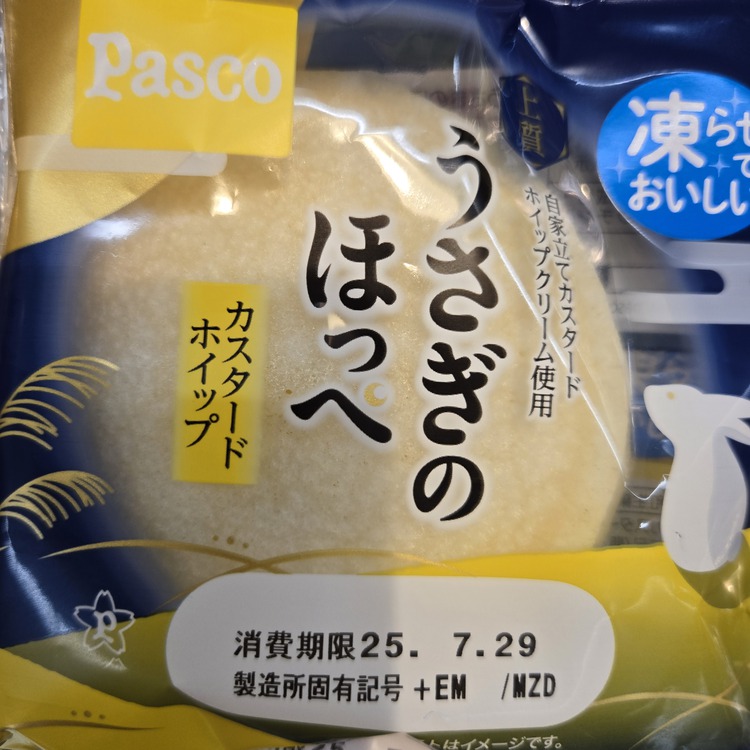 Pasco
上質
凍らせ
て
おいしい
自家立てカスタード
ホイップクリーム使用
うさぎの
ほっぺ
カスタード
ホイップ
消費期限25. 7.29
製造所固有記号 +EM /MZD
トはイメージです。